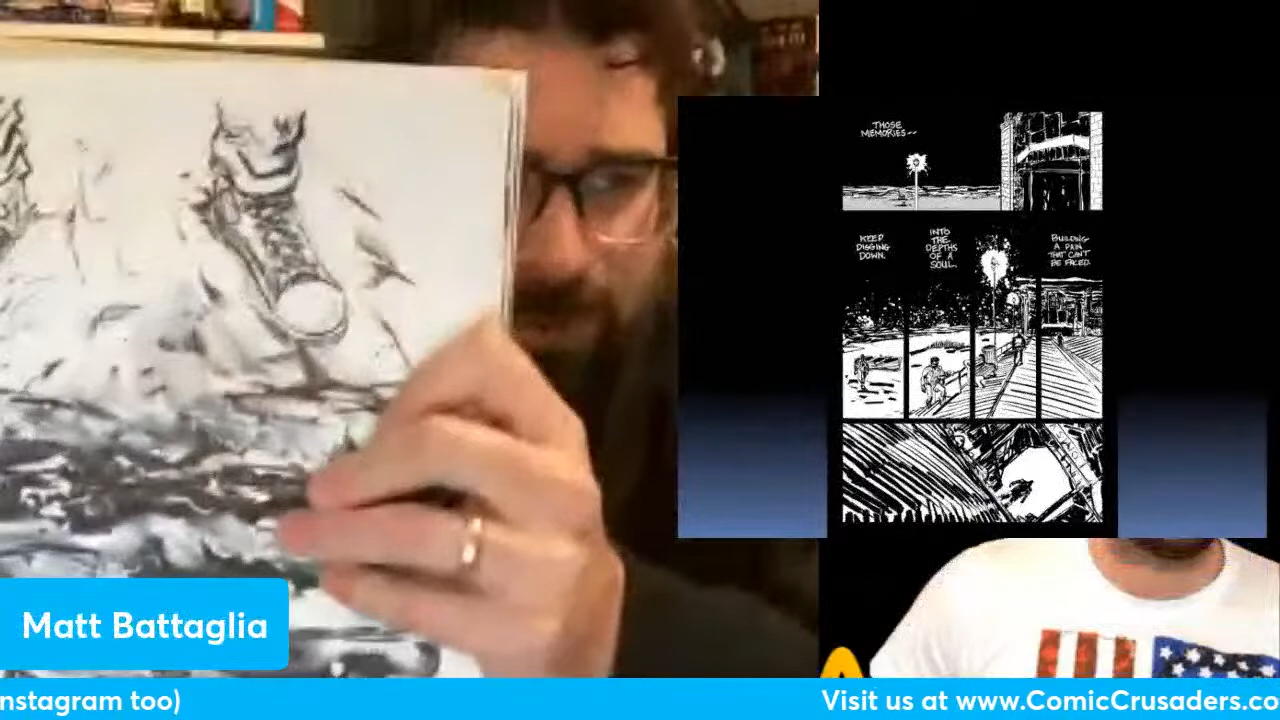 THOSE
MEMORIES--
KEEP
DIGGING
DOWN.
INTO
THE
DEPTHS
OF A
SOUL.
BUILDING
A PAIN
THAT CAN'T
BE FACED.
Matt Battaglia
nstagram too)
Visit us at www.ComicCrusaders.co